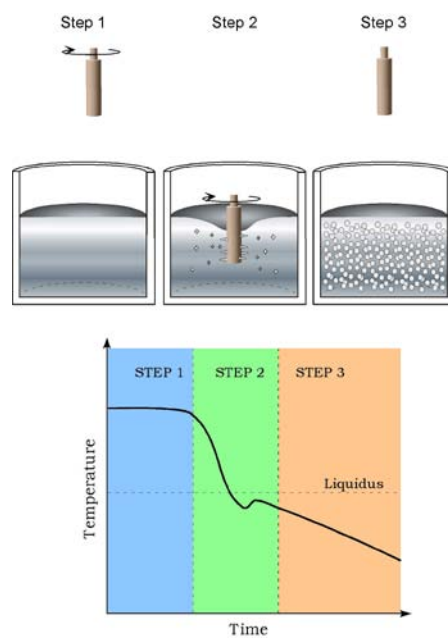 Step 1
Step 2
Step 3
STEP 1
STEP 2
STEP 3
Liquidus
Temperature
Time